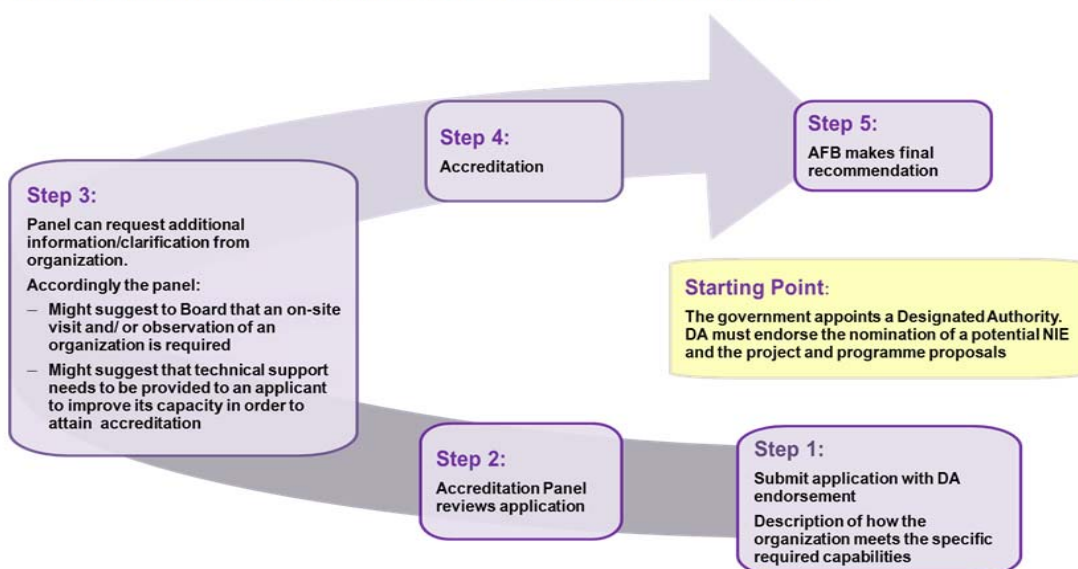 Starting Point:
The government appoints a Designated Authority.
DA must endorse the nomination of a potential NIE
and the project and programme proposals
Step 1:
Submit application with DA
endorsement
Description of how the
organization meets the specific
required capabilities
Step 2:
Accreditation Panel
reviews application
Step 3:
Panel can request additional
information/clarification from
organization.
Accordingly the panel:
– Might suggest to Board that an on-site
visit and/ or observation of an
organization is required
– Might suggest that technical support
needs to be provided to an applicant
to improve its capacity in order to
attain accreditation
Step 4:
Accreditation
Step 5:
AFB makes final
recommendation